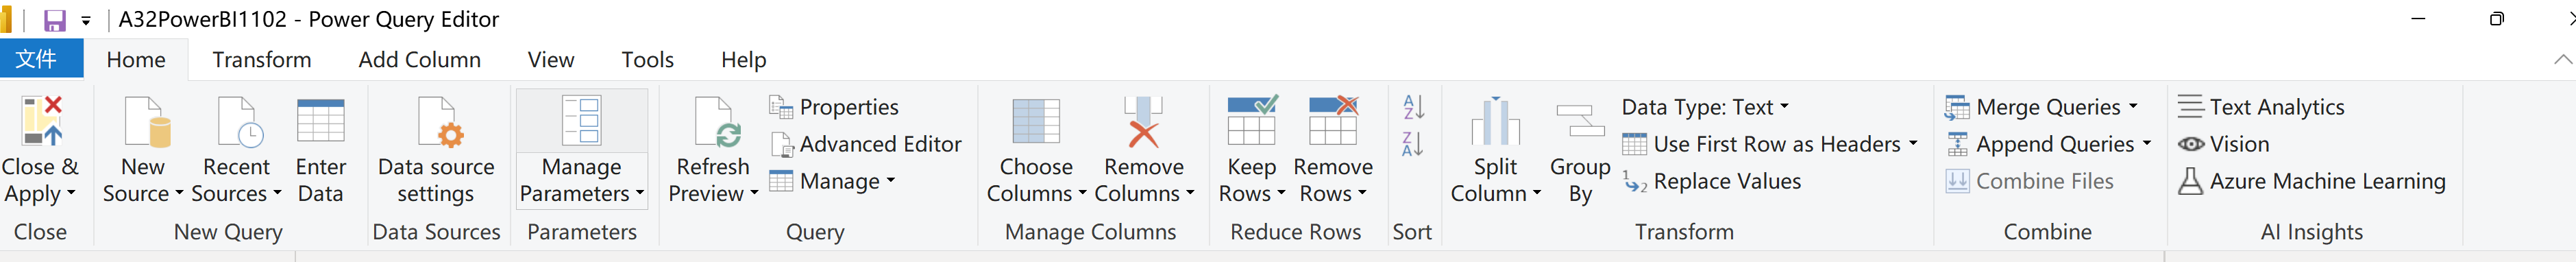 A32PowerBI1102 - Power Query Editor
文件 Home Transform Add Column View Tools Help
Close & Apply
Close
New Source
Recent Sources
Enter Data
New Query
Data source settings
Data Sources
Manage Parameters
Parameters
Refresh Preview
Properties
Advanced Editor
Manage
Query
Choose Columns
Remove Columns
Manage Columns
Keep Rows
Remove Rows
Reduce Rows
A Z
Z A
Sort
Split Column
Group By
Data Type: Text
Use First Row as Headers
1 2 Replace Values
Transform
Merge Queries
Append Queries
Combine Files
Combine
Text Analytics
Vision
Azure Machine Learning
AI Insights